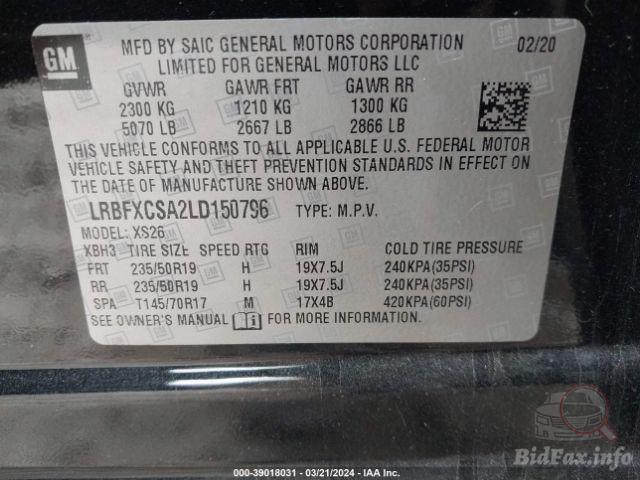 GM
MFD BY SAIC GENERAL MOTORS CORPORATION 02/20
LIMITED FOR GENERAL MOTORS LLC
GVWR GAWR FRT GAWR RR
2300 KG 1210 KG 1300 KG
5070 LB 2667 LB 2866 LB
THIS VEHICLE CONFORMS TO ALL APPLICABLE U.S. FEDERAL MOTOR
VEHICLE SAFETY AND THEFT PREVENTION STANDARDS IN EFFECT ON
THE DATE OF MANUFACTURE SHOWN ABOVE.
LRBFXCSA2LD150796 TYPE: M.P.V.
MODEL: XS26
XBH3 TIRE SIZE SPEED RTG RIM COLD TIRE PRESSURE
FRT 235/50R19 H 19X7.5J 240KPA(35PSI)
RR 235/50R19 H 19X7.5J 240KPA(35PSI)
SPA T145/70R17 M 17X4B 420KPA(60PSI)
SEE OWNER'S MANUAL FOR MORE INFORMATION
BidFax.info
000-39018031 - 03/21/2024 - IAA Inc.